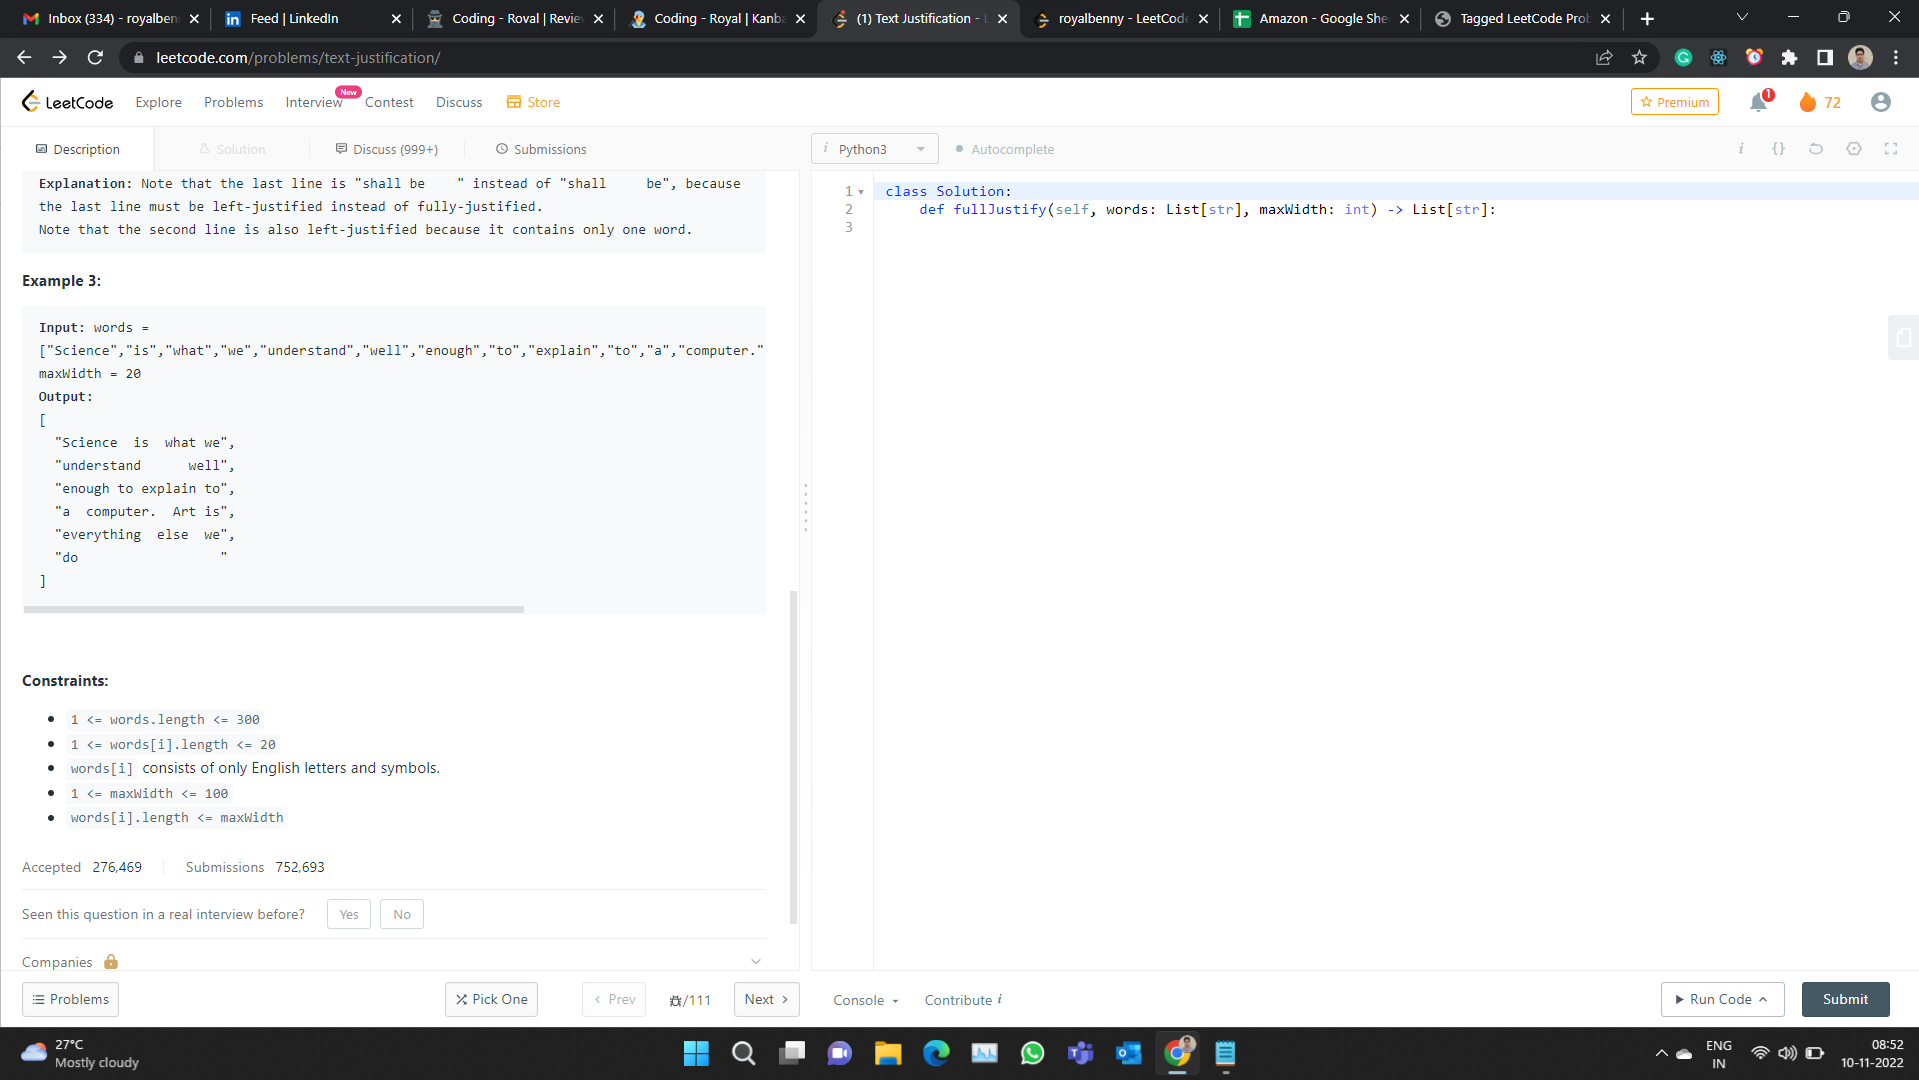 Inbox (334) - royalben
Feed | LinkedIn
Coding - Royal | Revie
Coding - Royal | Kanba
(1) Text Justification - L
royalbenny - LeetCode
Amazon - Google She
Tagged LeetCode Prob
leetcode.com/problems/text-justification/
LeetCode
Explore
Problems
Interview
New
Contest
Discuss
Store
Premium
1
72
Description
Solution
Discuss (999+)
Submissions
i Python3
Autocomplete
i {}
Explanation: Note that the last line is "shall be    " instead of "shall     be", because
the last line must be left-justified instead of fully-justified.
Note that the second line is also left-justified because it contains only one word.
Example 3:
Input: words =
["Science","is","what","we","understand","well","enough","to","explain","to","a","computer."
maxWidth = 20
Output:
[
  "Science  is  what we",
  "understand      well",
  "enough to explain to",
  "a  computer.  Art is",
  "everything  else  we",
  "do                  "
]
Constraints:
1 <= words.length <= 300
1 <= words[i].length <= 20
words[i] consists of only English letters and symbols.
1 <= maxWidth <= 100
words[i].length <= maxWidth
Accepted 276,469 Submissions 752,693
Seen this question in a real interview before? Yes No
Companies
1 class Solution:
2     def fullJustify(self, words: List[str], maxWidth: int) -> List[str]:
3
Problems
Pick One
< Prev
/111
Next >
Console
Contribute i
Run Code
Submit
27°C
Mostly cloudy
ENG
IN
08:52
10-11-2022